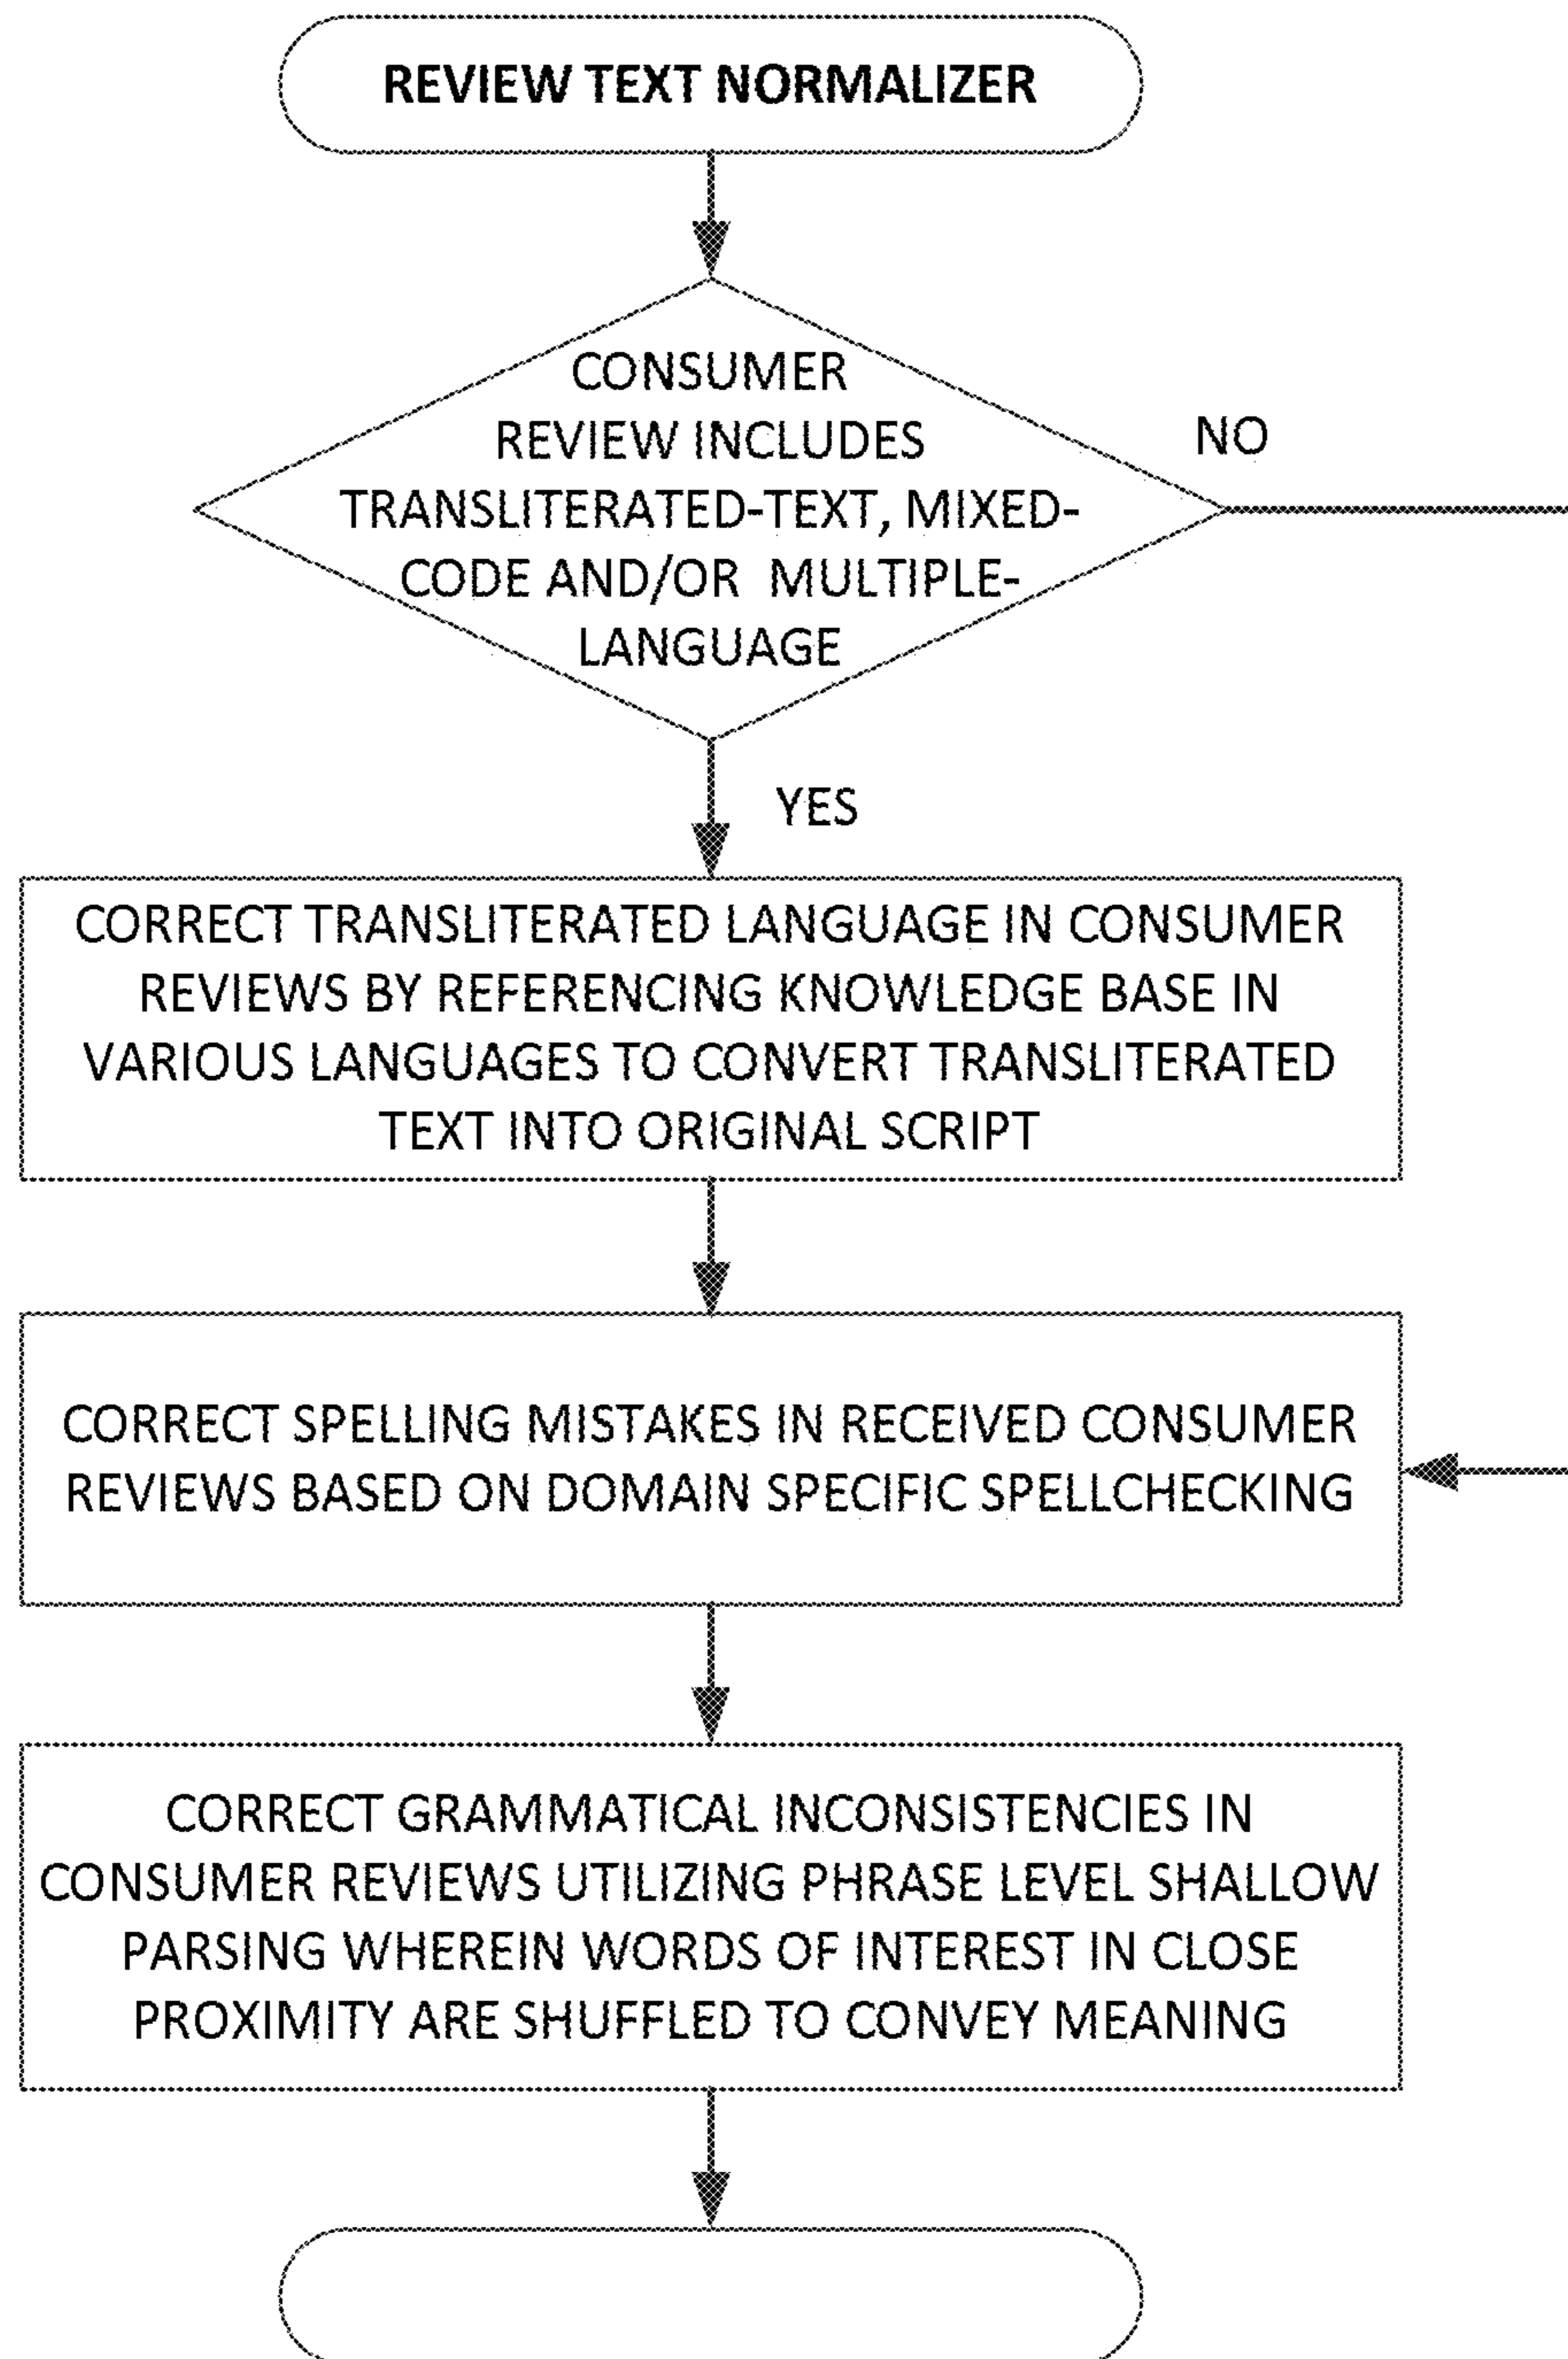 REVIEW TEXT NORMALIZER
CONSUMER
REVIEW INCLUDES
TRANSLITERATED-TEXT, MIXED-
CODE AND/OR MULTIPLE-
LANGUAGE
NO
YES
CORRECT TRANSLITERATED LANGUAGE IN CONSUMER
REVIEWS BY REFERENCING KNOWLEDGE BASE IN
VARIOUS LANGUAGES TO CONVERT TRANSLITERATED
TEXT INTO ORIGINAL SCRIPT
CORRECT SPELLING MISTAKES IN RECEIVED CONSUMER
REVIEWS BASED ON DOMAIN SPECIFIC SPELLCHECKING
CORRECT GRAMMATICAL INCONSISTENCIES IN
CONSUMER REVIEWS UTILIZING PHRASE LEVEL SHALLOW
PARSING WHEREIN WORDS OF INTEREST IN CLOSE
PROXIMITY ARE SHUFFLED TO CONVEY MEANING